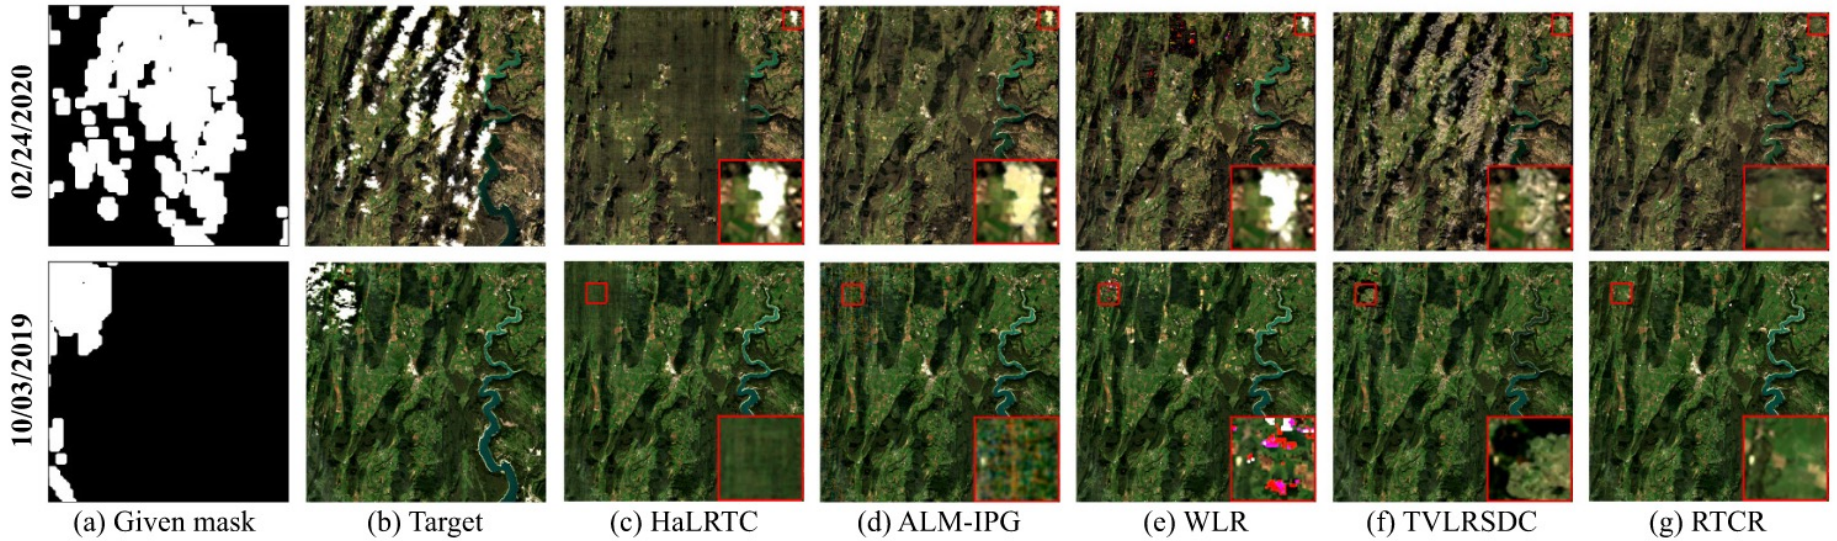 02/24/2020
10/03/2019
(a) Given mask
(b) Target
(c) HaLRTC
(d) ALM-IPG
(e) WLR
(f) TVLRSDC
(g) RTCR